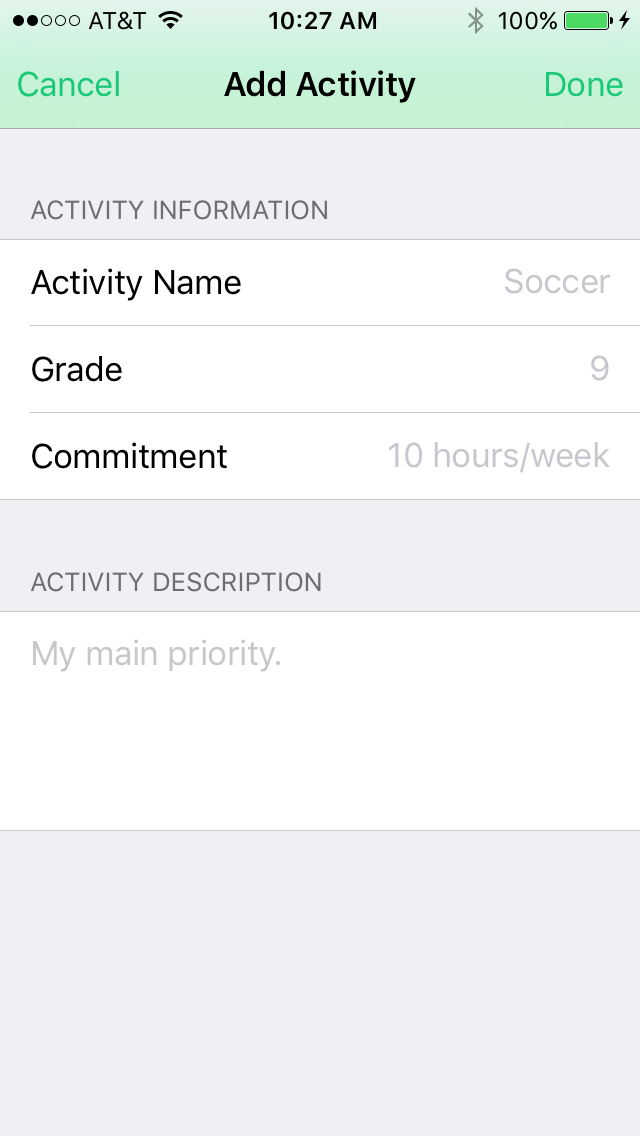 AT&T 10:27 AM 100%
Cancel Add Activity Done
ACTIVITY INFORMATION
Activity Name Soccer
Grade 9
Commitment 10 hours/week
ACTIVITY DESCRIPTION
My main priority.